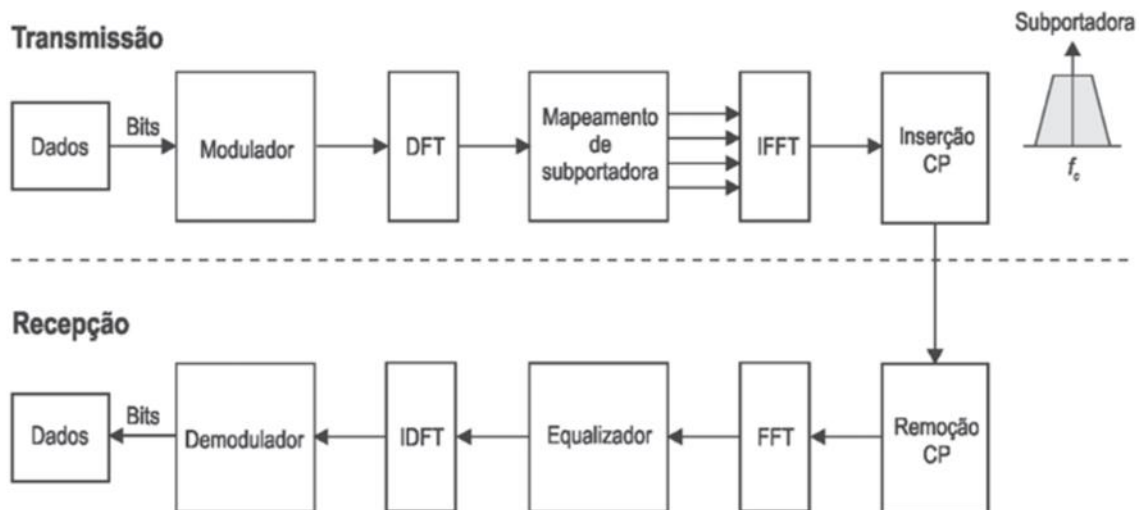 Transmissão
Subportadora
Dados
Bits
Modulador
DFT
Mapeamento
de
subportadora
IFFT
Inserção
CP
fc
Recepção
Dados
Bits
Demodulador
IDFT
Equalizador
FFT
Remoção
CP